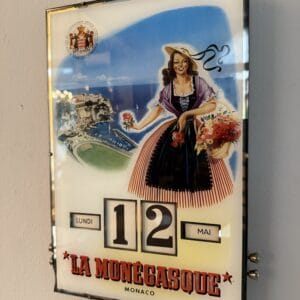 LUNDI
12
MAI
"LA MONÉGASQUE"
MONACO